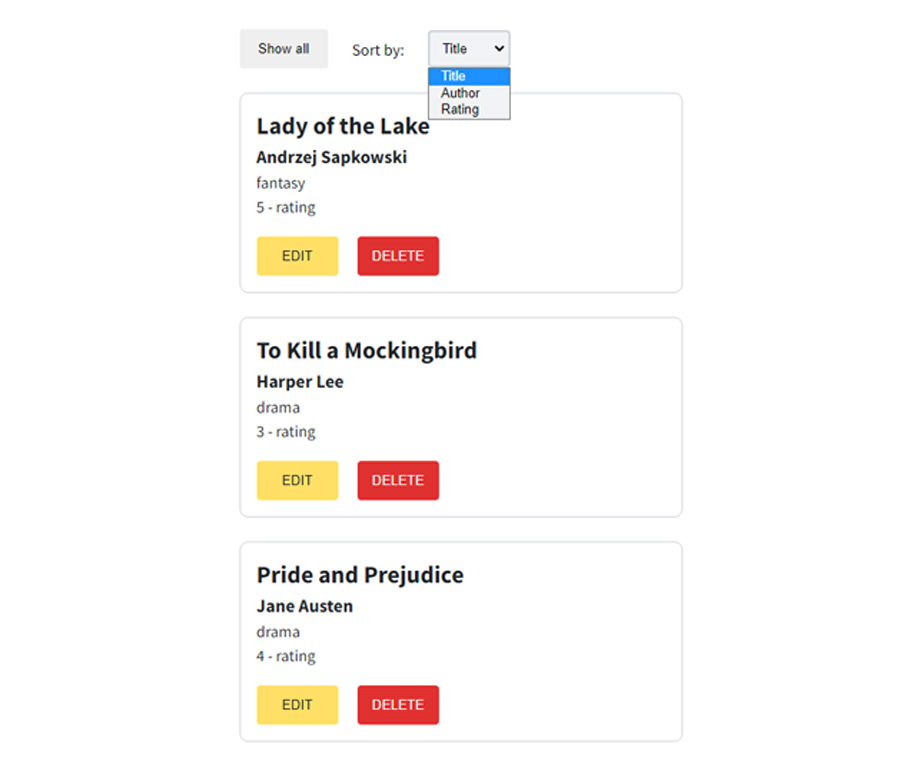 Show all Sort by: Title
Title
Author
Rating
Lady of the Lake
Andrzej Sapkowski
fantasy
5 - rating
EDIT DELETE
To Kill a Mockingbird
Harper Lee
drama
3 - rating
EDIT DELETE
Pride and Prejudice
Jane Austen
drama
4 - rating
EDIT DELETE